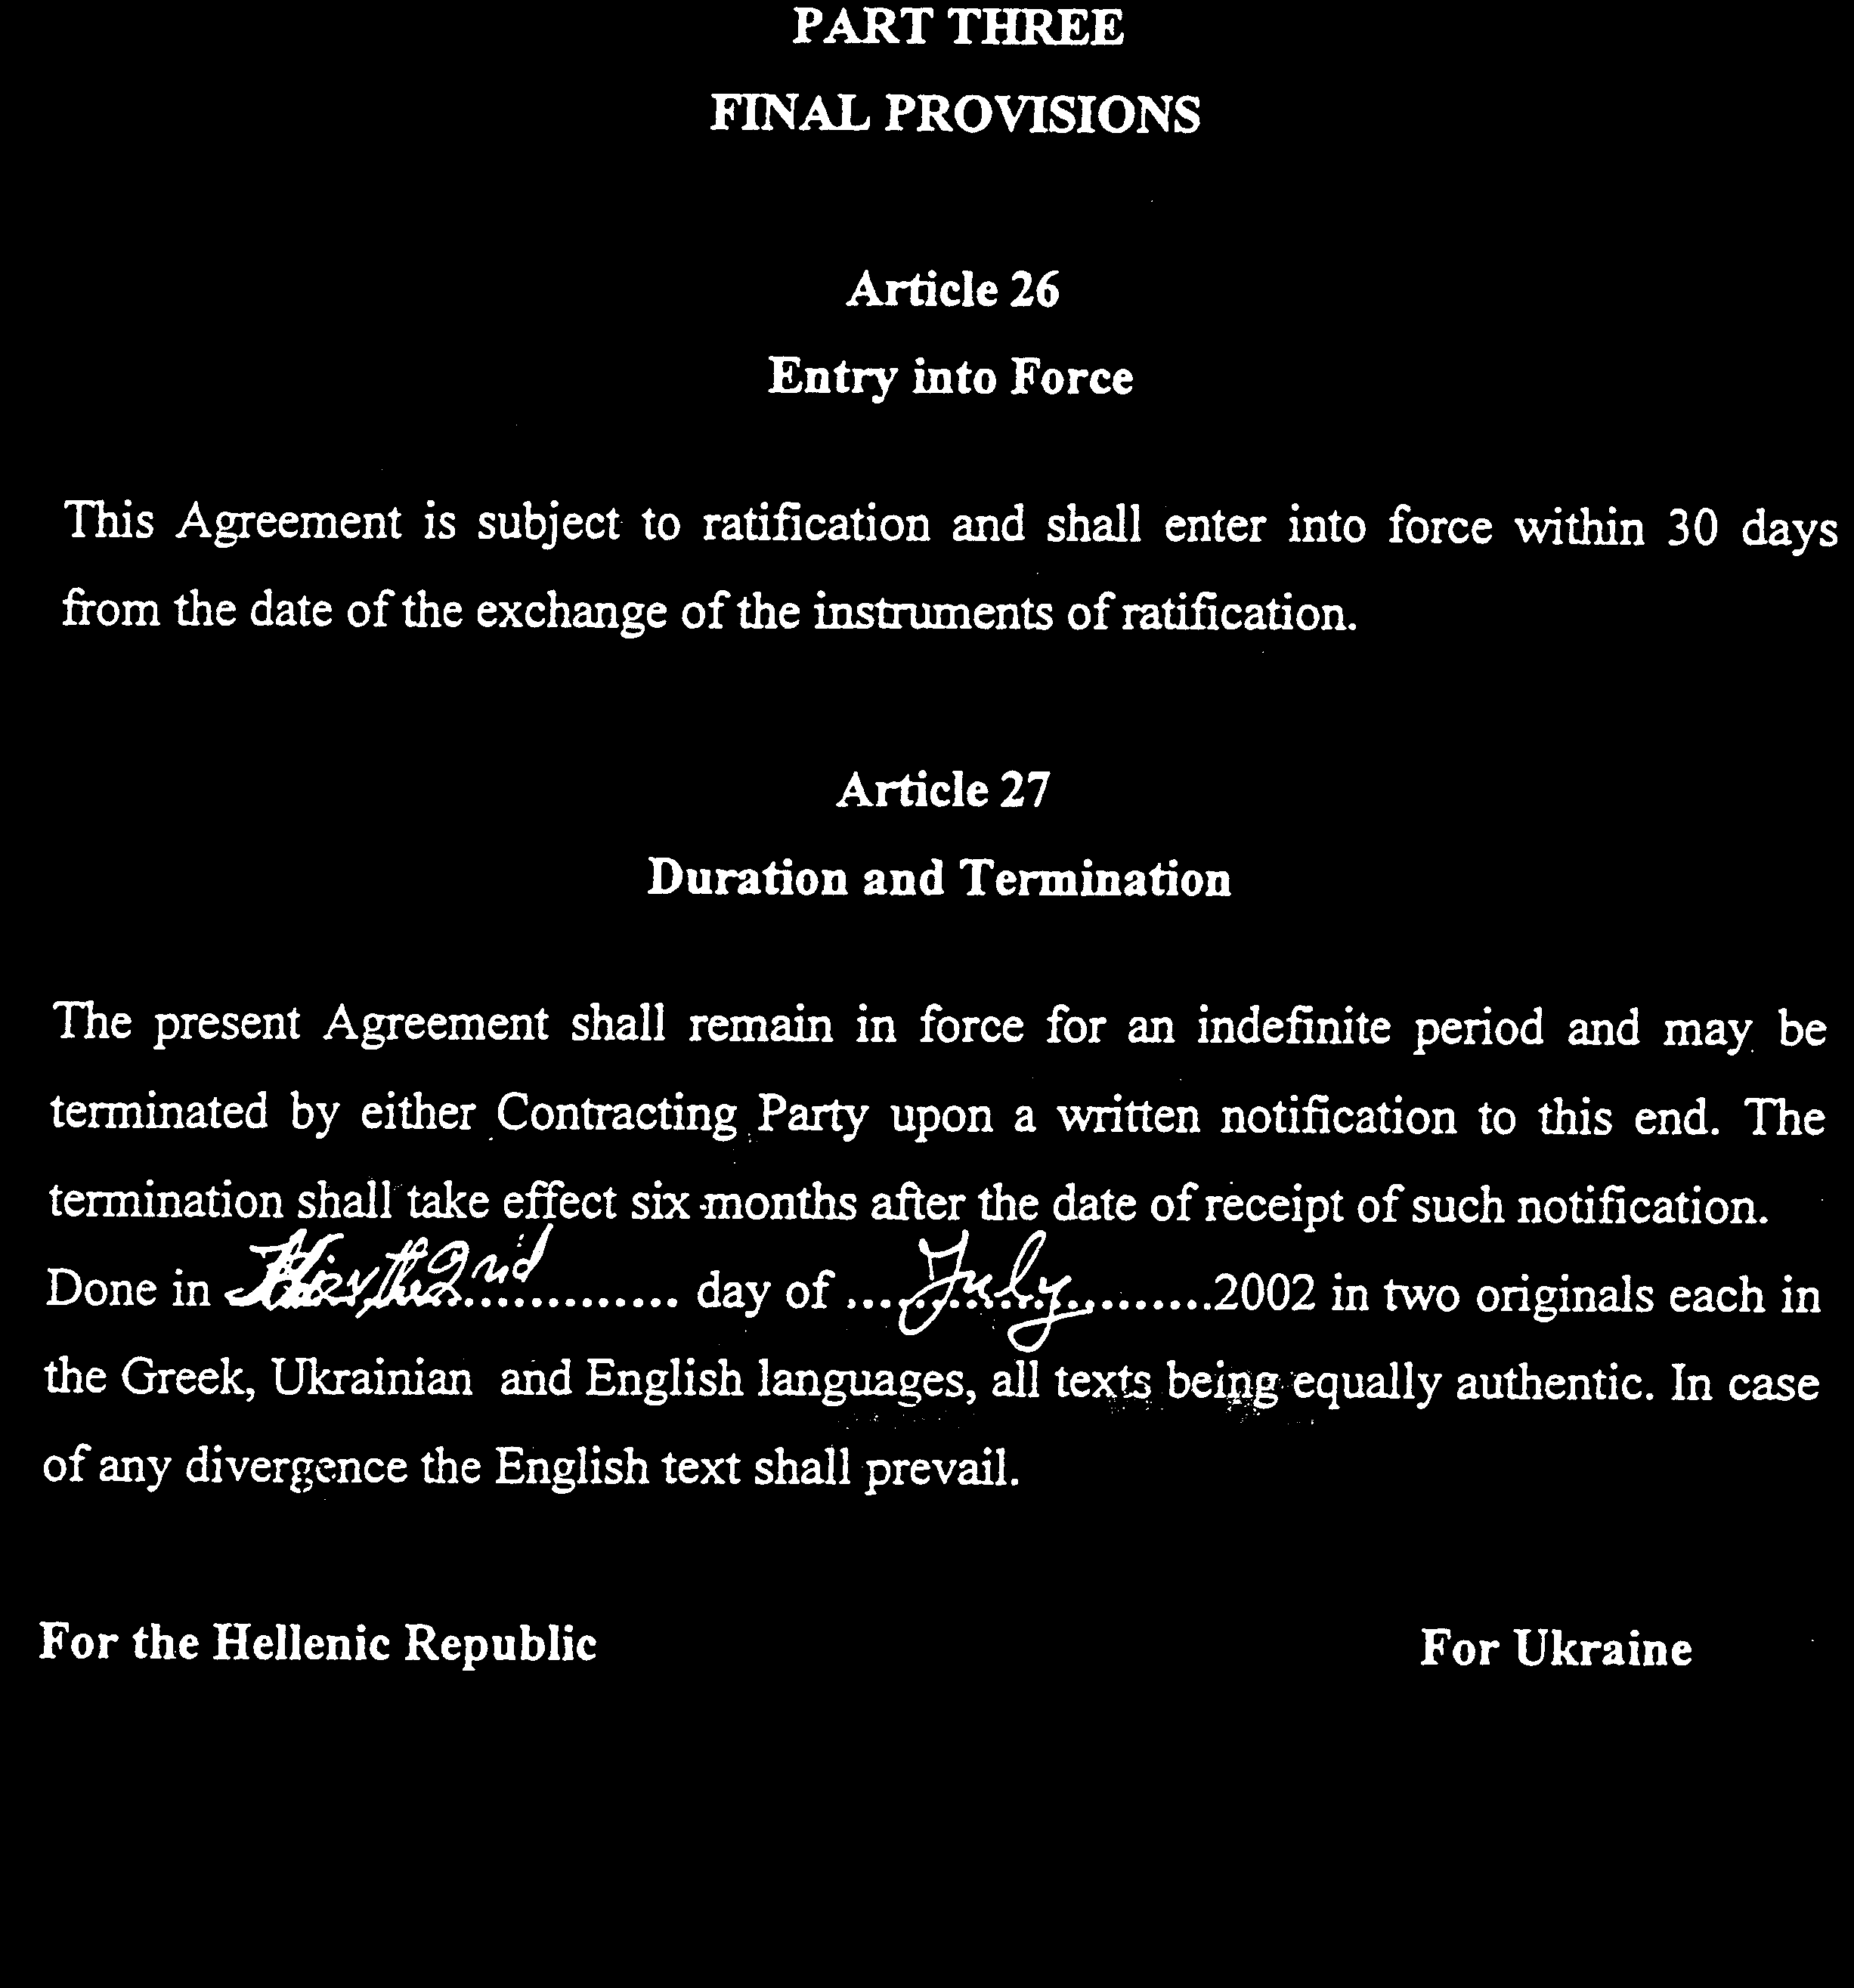 PART THREE
FINAL PROVISIONS
Article 26
Entry into Force
This Agreement is subject to ratification and shall enter into force within 30 days
from the date of the exchange of the instruments of ratification.
Article 27
Duration and Termination
The present Agreement shall remain in force for an indefinite period and may be
terminated by either Contracting Party upon a written notification to this end. The
termination shall take effect six months after the date of receipt of such notification.
Done in Kiev, the 2nd............. day of ...July.........2002 in two originals each in
the Greek, Ukrainian and English languages, all texts being equally authentic. In case
of any divergence the English text shall prevail.
For the Hellenic Republic For Ukraine